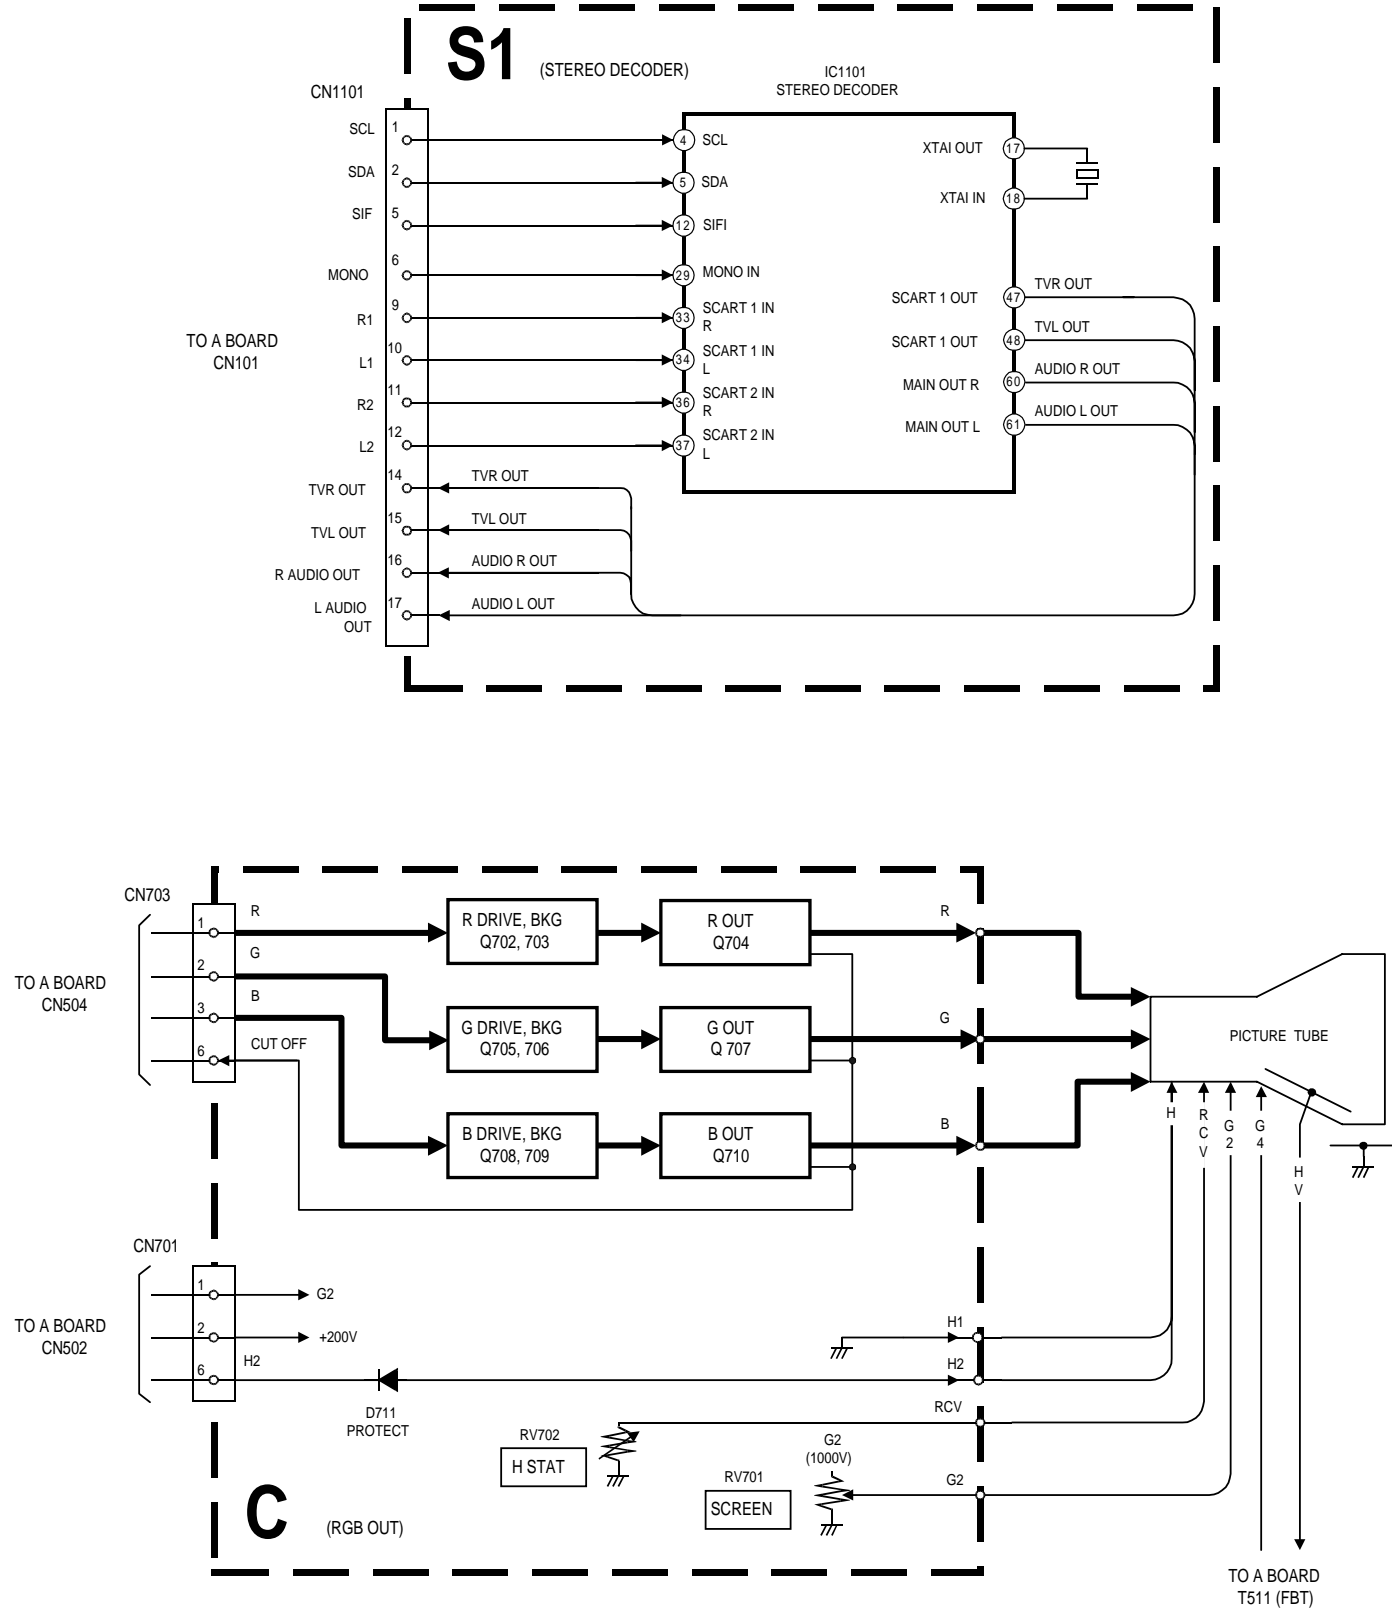 S1 (STEREO DECODER)
IC1101
STEREO DECODER
CN1101
SCL 1
4 SCL
XTAI OUT 17
SDA 2
5 SDA
XTAI IN 18
SIF 5
12 SIFI
MONO 6
29 MONO IN
R1 9
33 SCART 1 IN
R
SCART 1 OUT 47 TVR OUT
TO A BOARD
CN101
L1 10
34 SCART 1 IN
L
SCART 1 OUT 48 TVL OUT
R2 11
36 SCART 2 IN
R
MAIN OUT R 60 AUDIO R OUT
L2 12
37 SCART 2 IN
L
MAIN OUT L 61 AUDIO L OUT
TVR OUT 14 TVR OUT
TVL OUT 15 TVL OUT
R AUDIO OUT 16 AUDIO R OUT
L AUDIO
OUT
17 AUDIO L OUT
CN703
TO A BOARD
CN504
1 R
2 G
3 B
6 CUT OFF
R DRIVE, BKG
Q702, 703
R OUT
Q704
R
G DRIVE, BKG
Q705, 706
G OUT
Q 707
G
B DRIVE, BKG
Q708, 709
B OUT
Q710
B
PICTURE TUBE
H
RCV
G2
G4
HV
CN701
TO A BOARD
CN502
1 G2
2 +200V
6 H2
D711
PROTECT
H1
H2
RCV
RV702
H STAT
G2
(1000V)
RV701
SCREEN
G2
C (RGB OUT)
TO A BOARD
T511 (FBT)